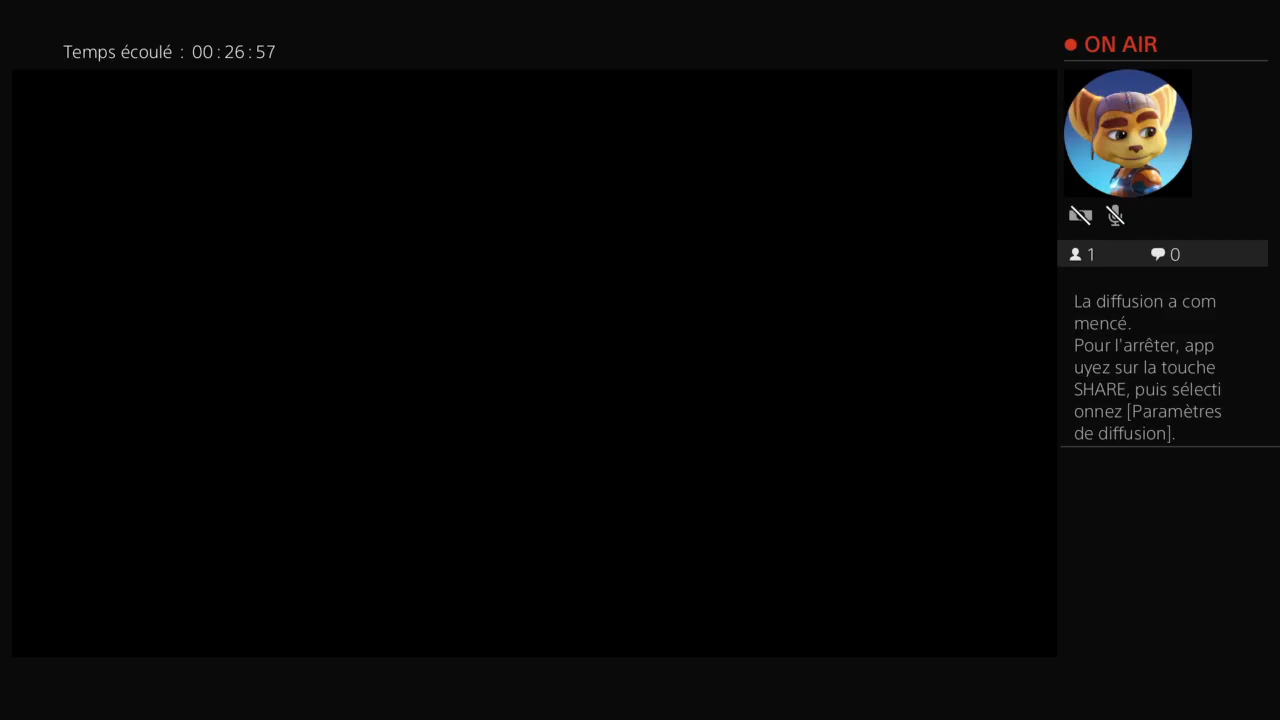 Temps écoulé : 00:26:57
ON AIR
1 0
La diffusion a com
mencé.
Pour l'arrêter, app
uyez sur la touche
SHARE, puis sélecti
onnez [Paramètres
de diffusion].